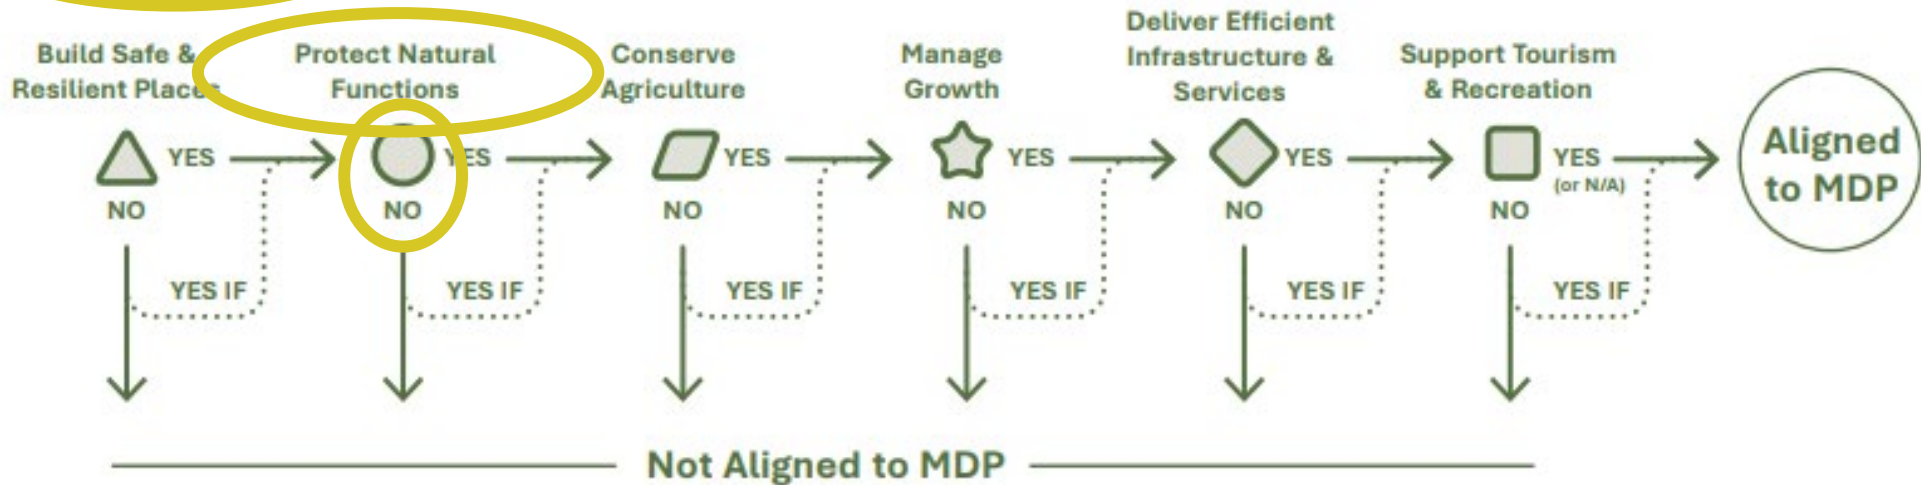 Build Safe &
Resilient Places
Protect Natural
Functions
Conserve
Agriculture
Manage
Growth
Deliver Efficient
Infrastructure &
Services
Support Tourism
& Recreation
YES
YES
YES
YES
YES
YES
(or N/A)
Aligned
to MDP
NO
NO
NO
NO
NO
NO
YES IF
YES IF
YES IF
YES IF
YES IF
YES IF
Not Aligned to MDP